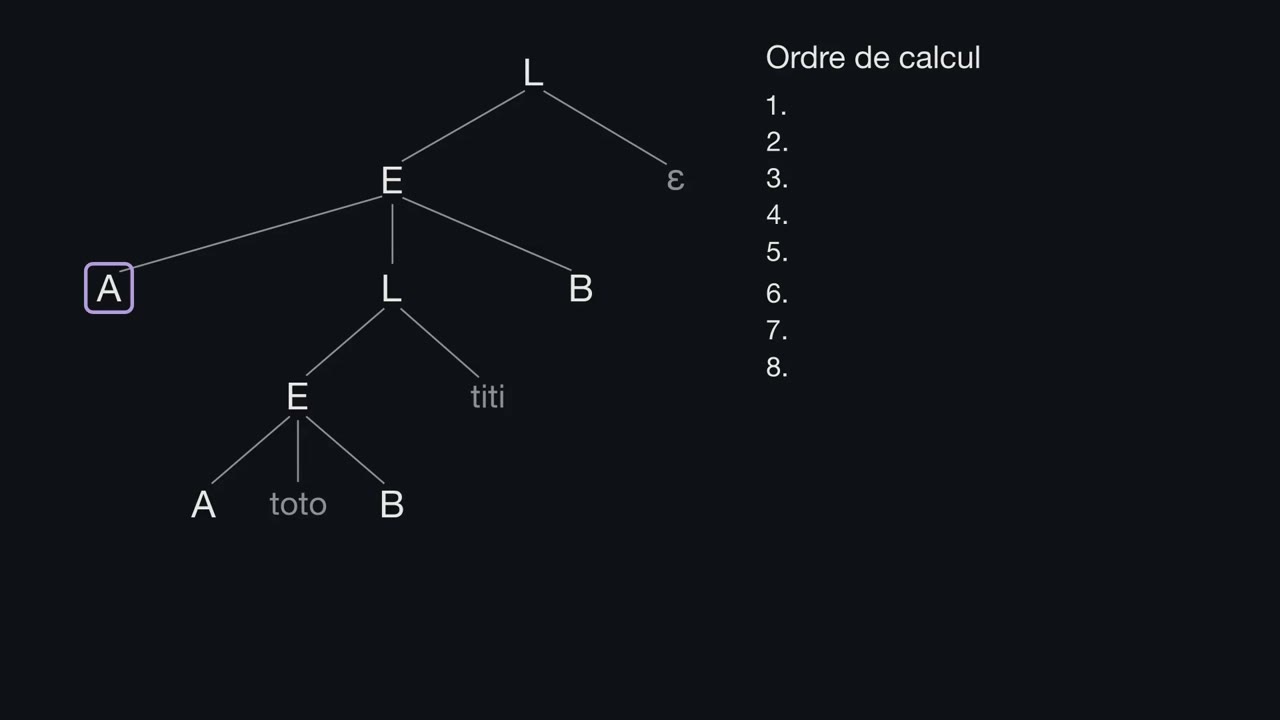 L
E ε
A L B
E titi
A toto B
Ordre de calcul
1.
2.
3.
4.
5.
6.
7.
8.